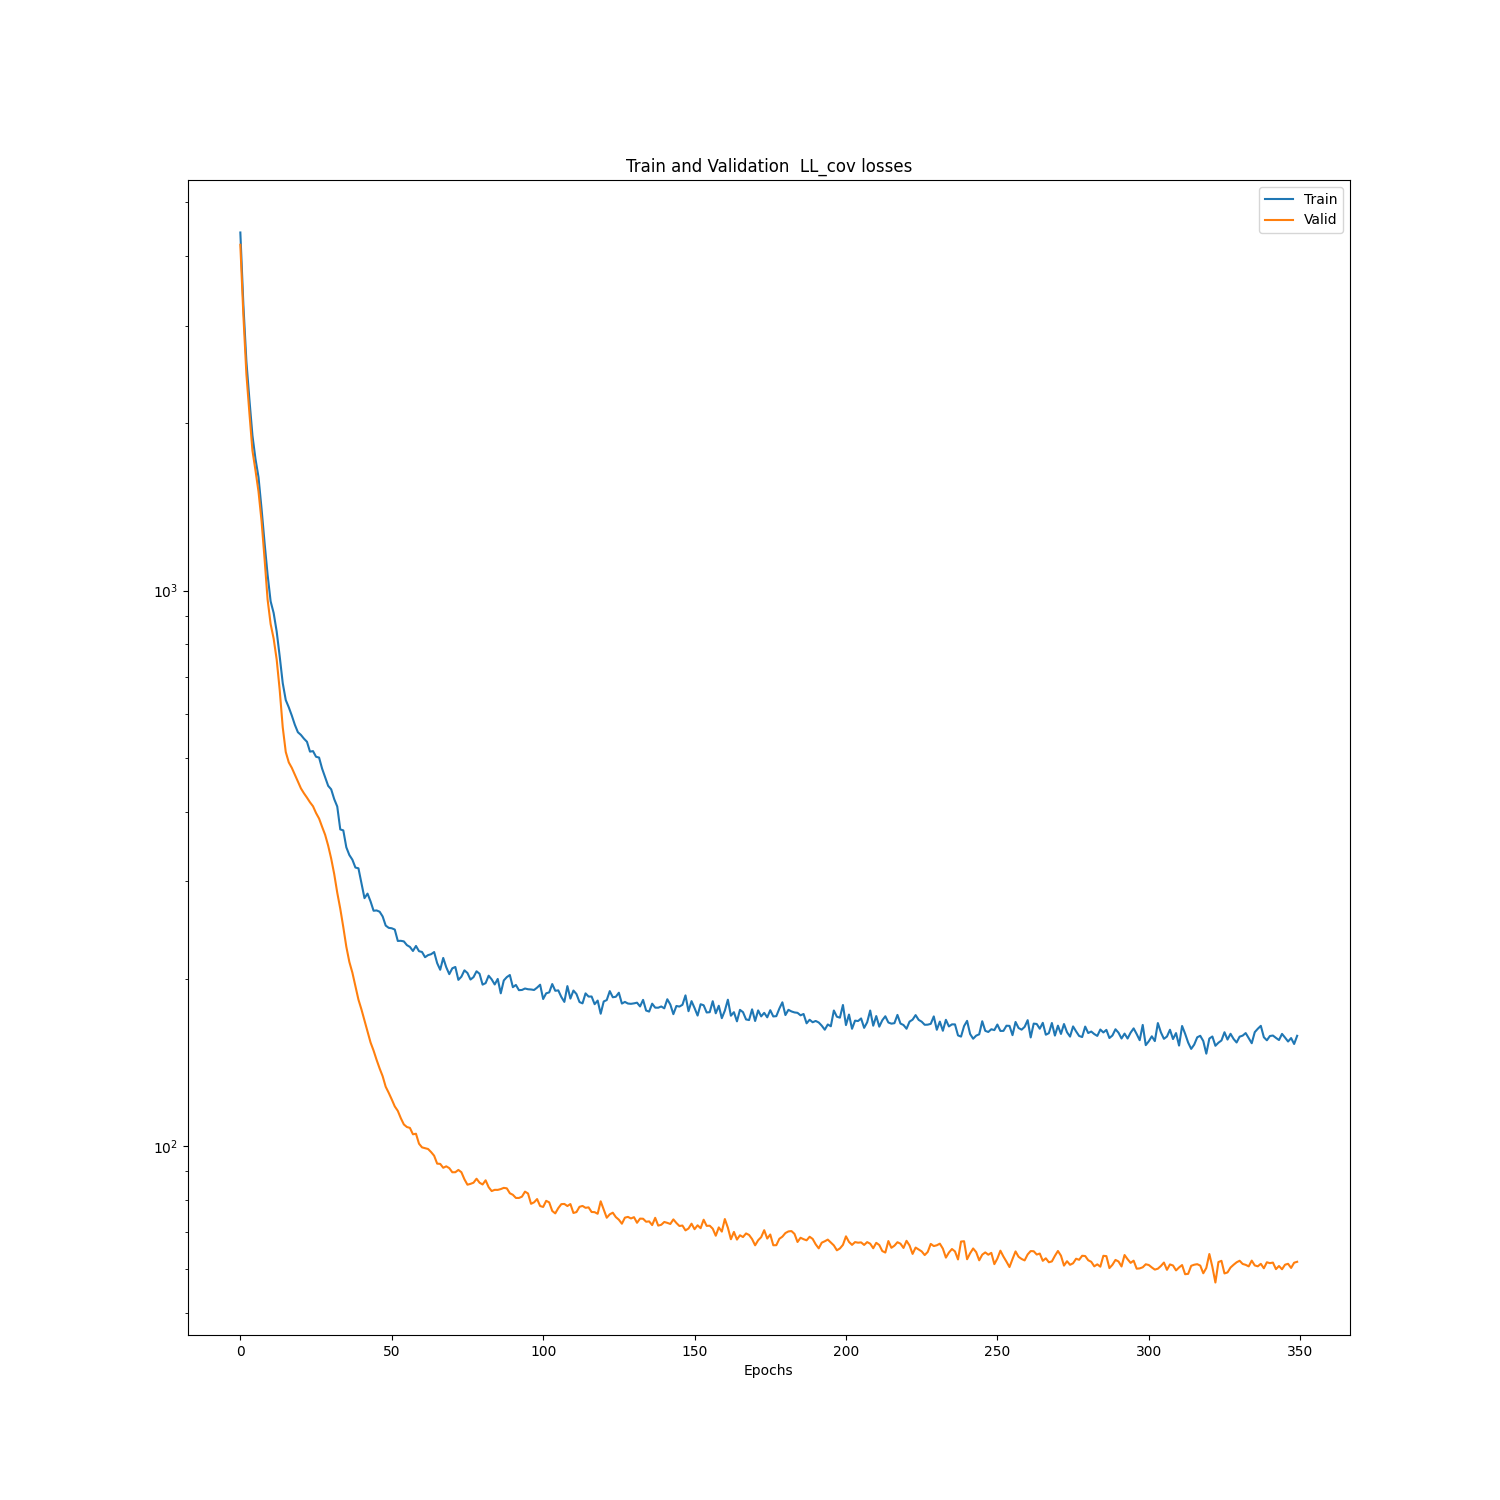 Train and Validation  LL_cov losses
Train
Valid
10³
10²
0 50 100 150 200 250 300 350
Epochs